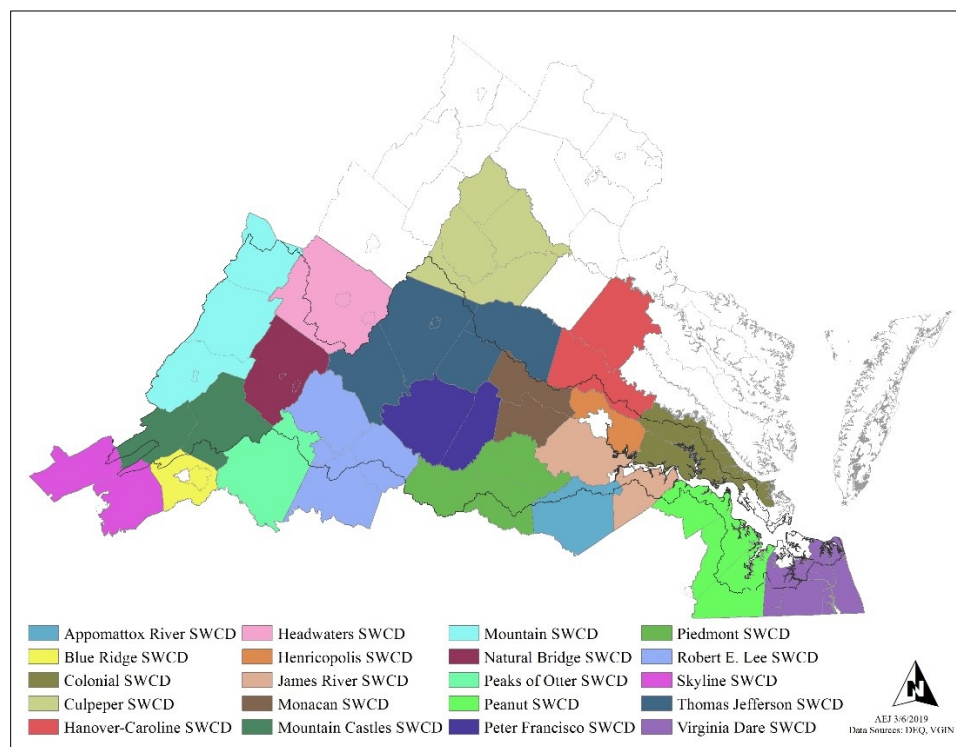 Appomattox River SWCD
Headwaters SWCD
Mountain SWCD
Piedmont SWCD
Blue Ridge SWCD
Henricopolis SWCD
Natural Bridge SWCD
Robert E. Lee SWCD
Colonial SWCD
James River SWCD
Peaks of Otter SWCD
Skyline SWCD
Culpeper SWCD
Monacan SWCD
Peanut SWCD
Thomas Jefferson SWCD
Hanover-Caroline SWCD
Mountain Castles SWCD
Peter Francisco SWCD
Virginia Dare SWCD
N
AEJ 3/6/2019
Data Sources: DEQ, VGIN